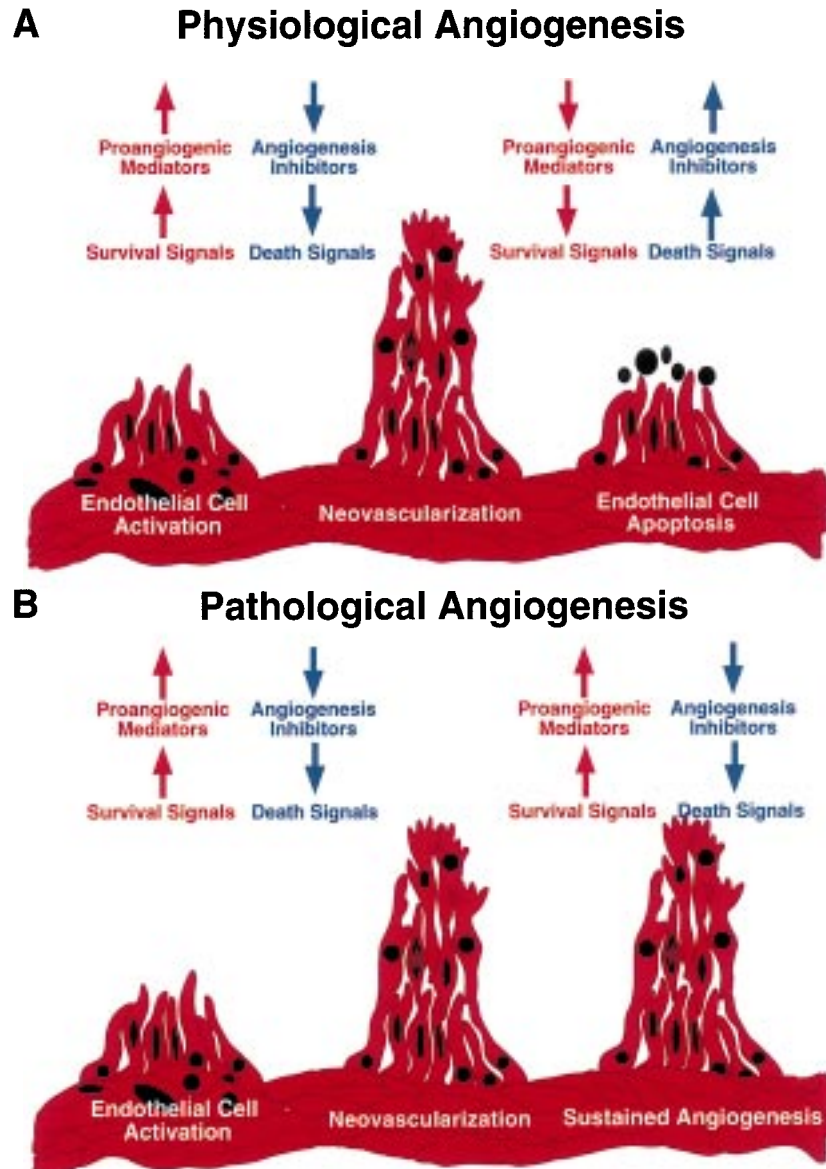 A
Physiological Angiogenesis
Proangiogenic
Mediators
Angiogenesis
Inhibitors
Proangiogenic
Mediators
Angiogenesis
Inhibitors
Survival Signals
Death Signals
Survival Signals
Death Signals
Endothelial Cell
Activation
Neovascularization
Endothelial Cell
Apoptosis
B
Pathological Angiogenesis
Proangiogenic
Mediators
Angiogenesis
Inhibitors
Proangiogenic
Mediators
Angiogenesis
Inhibitors
Survival Signals
Death Signals
Survival Signals
Death Signals
Endothelial Cell
Activation
Neovascularization
Sustained Angiogenesis